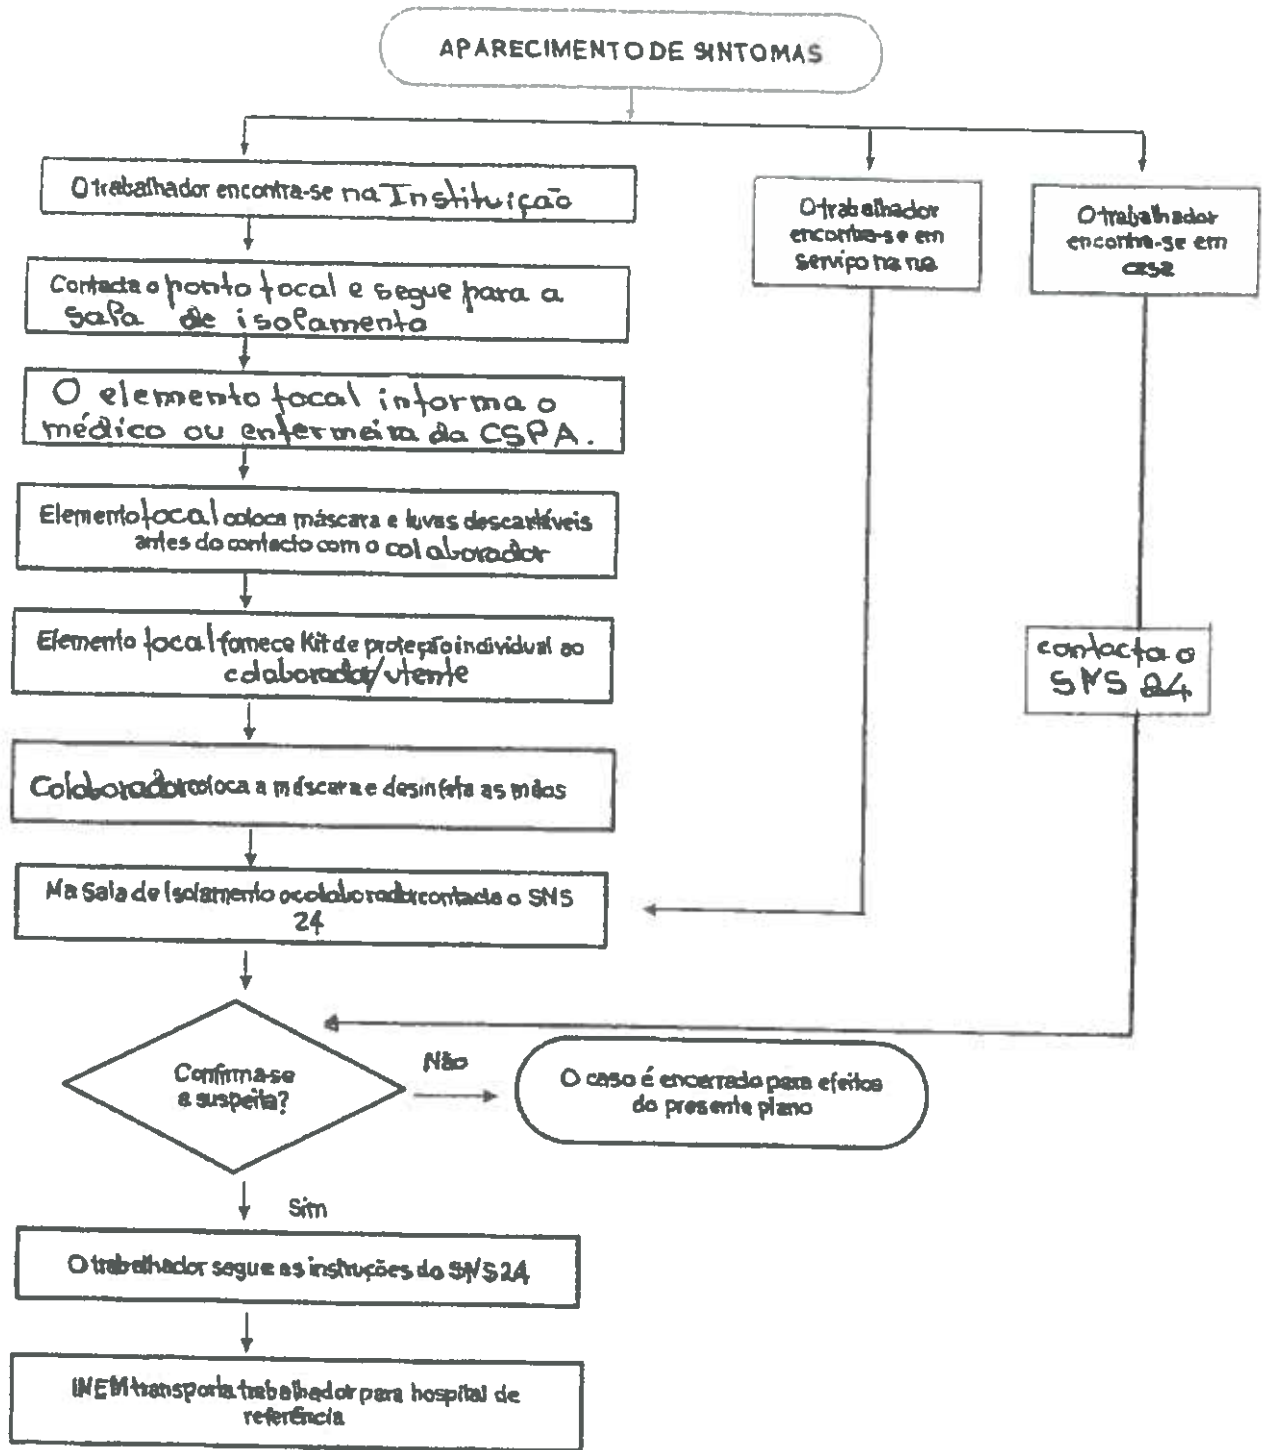 APARECIMENTO DE SINTOMAS
O trabalhador encontra-se na Instituição
Contacta o ponto focal e segue para a
sala de isolamento
O elemento focal informa o
médico ou enfermeira da CSPA.
Elemento focal coloca máscara e luvas descartáveis
antes do contacto com o colaborador
Elemento focal fornece Kit de proteção individual ao
colaborador/utente
Colaborador coloca a máscara e desinfeta as mãos
Na Sala de Isolamento o colaborador contacta o SNS
24
Confirma-se
a suspeita?
Não
O caso é encerrado para efeitos
do presente plano
Sim
O trabalhador segue as instruções do SNS24
INEM transporta trabalhador para hospital de
referência
O trabalhador
encontra-se em
serviço na rua
O trabalhador
encontra-se em
casa
contacta o
SNS 24